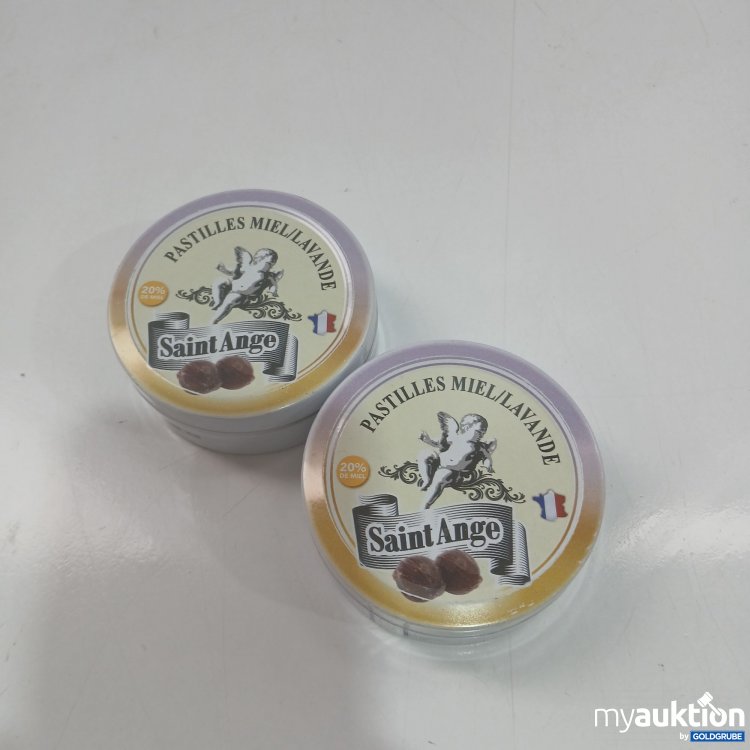 PASTILLES MIEL/LAVANDE
20%
DE MIEL
Saint Ange
PASTILLES MIEL/LAVANDE
20%
DE MIEL
Saint Ange
myauktion
by GOLDGRUBE